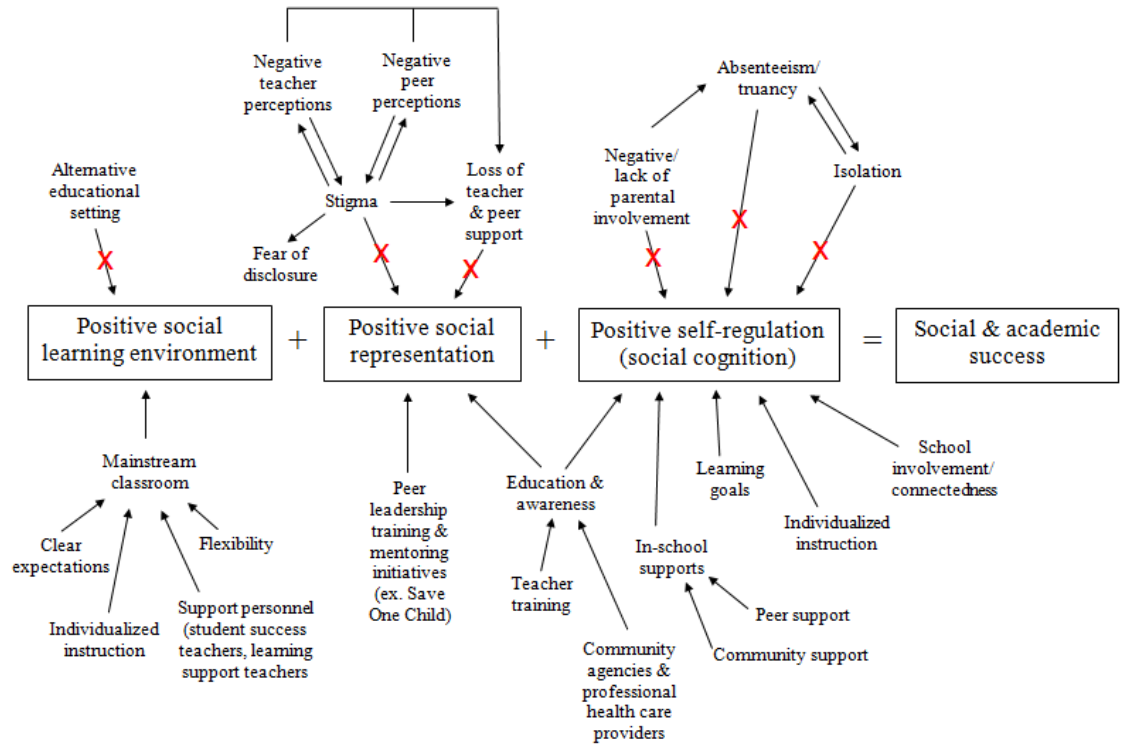 Negative
teacher
perceptions
Negative
peer
perceptions
Absenteeism/
truancy
Alternative
educational
setting
Stigma
Fear of
disclosure
Loss of
teacher
& peer
support
Negative/
lack of
parental
involvement
Isolation
X
X
X
X
X
X
Positive social
learning environment
+
Positive social
representation
+
Positive self-regulation
(social cognition)
=
Social & academic
success
Mainstream
classroom
Clear
expectations
Flexibility
Individualized
instruction
Support personnel
(student success
teachers, learning
support teachers
Peer
leadership
training &
mentoring
initiatives
(ex. Save
One Child)
Education &
awareness
Teacher
training
Community
agencies &
professional
health care
providers
In-school
supports
Peer support
Community support
Learning
goals
Individualized
instruction
School
involvement/
connectedness